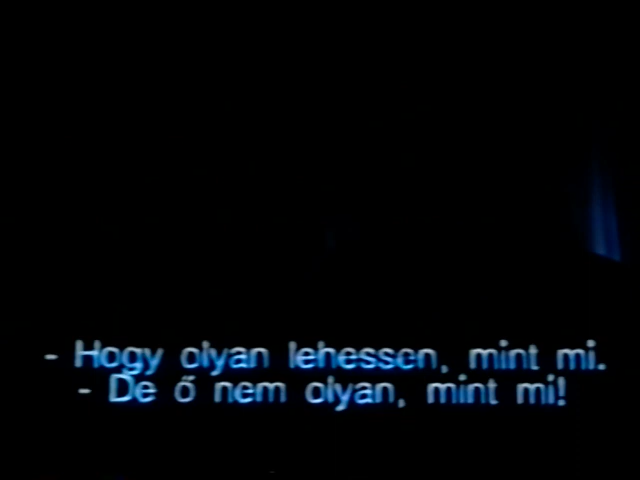 - Hogy olyan lehessen, mint mi.
- De ő nem olyan, mint mi!